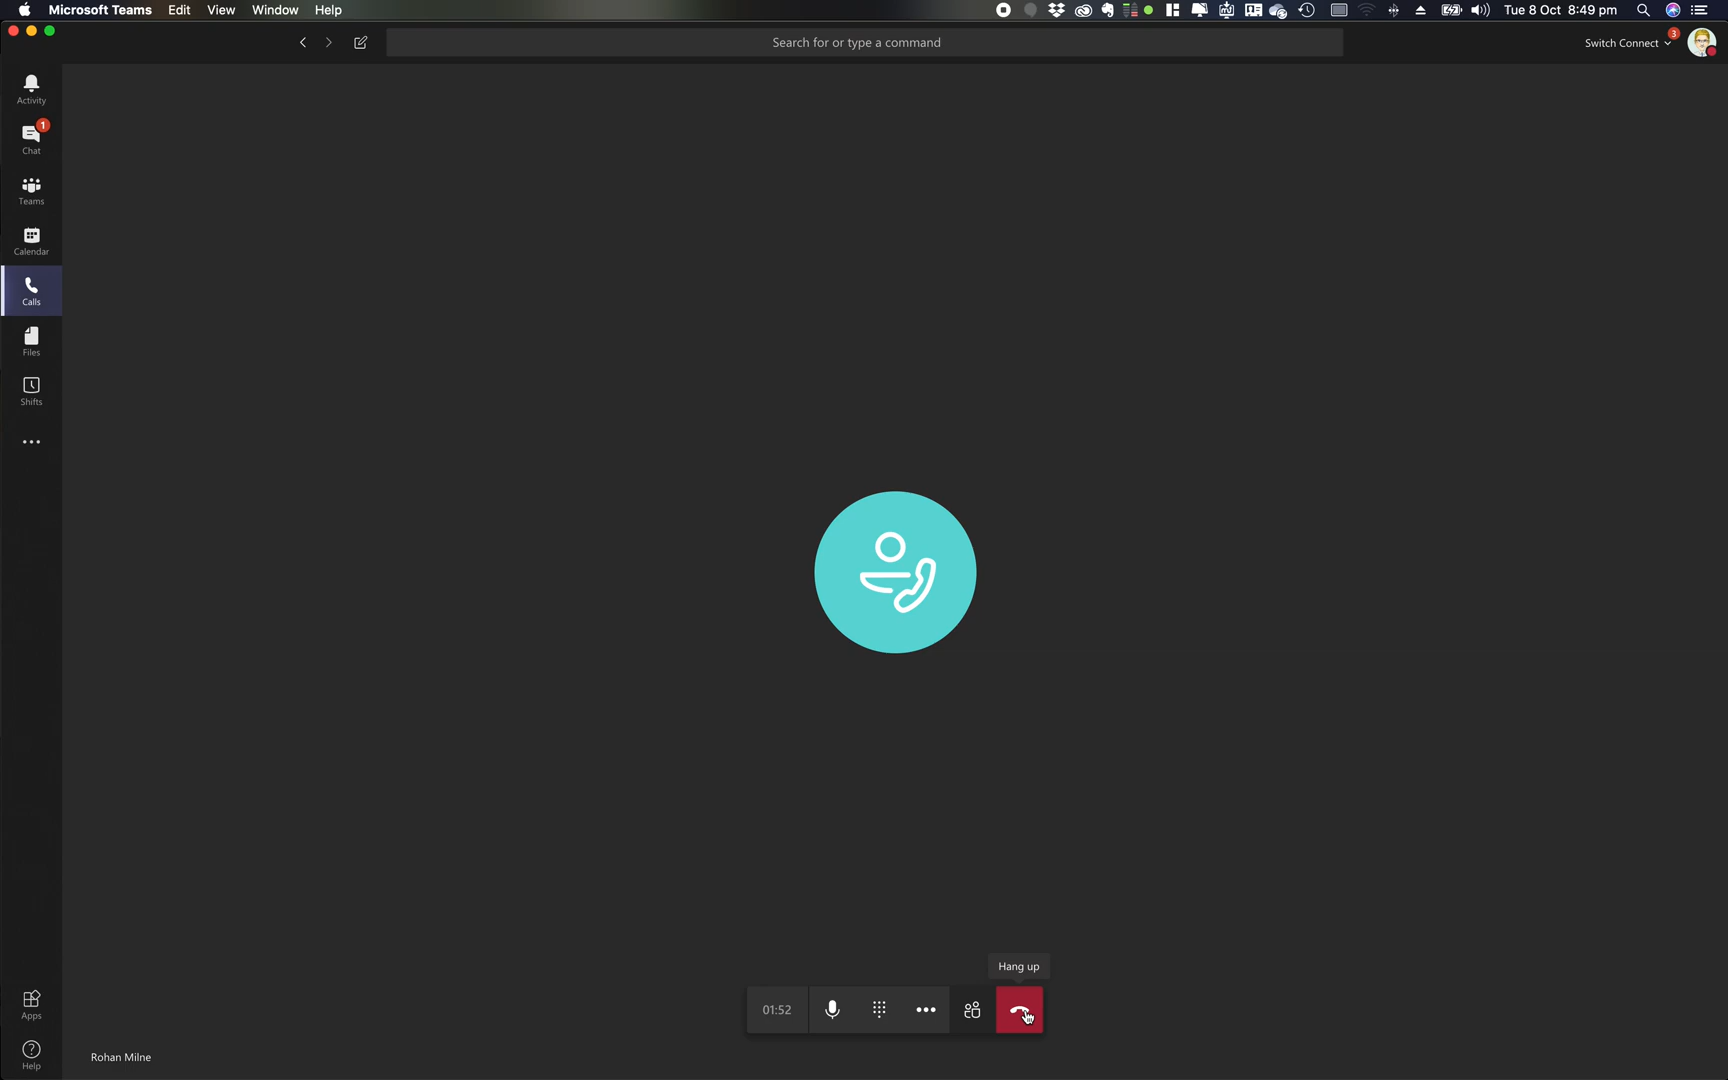 Microsoft Teams Edit View Window Help
Tue 8 Oct 8:49 pm
Search for or type a command
Switch Connect
3
Activity
1
Chat
Teams
Calendar
Calls
Files
Shifts
Hang up
01:52
Apps
Help
Rohan Milne